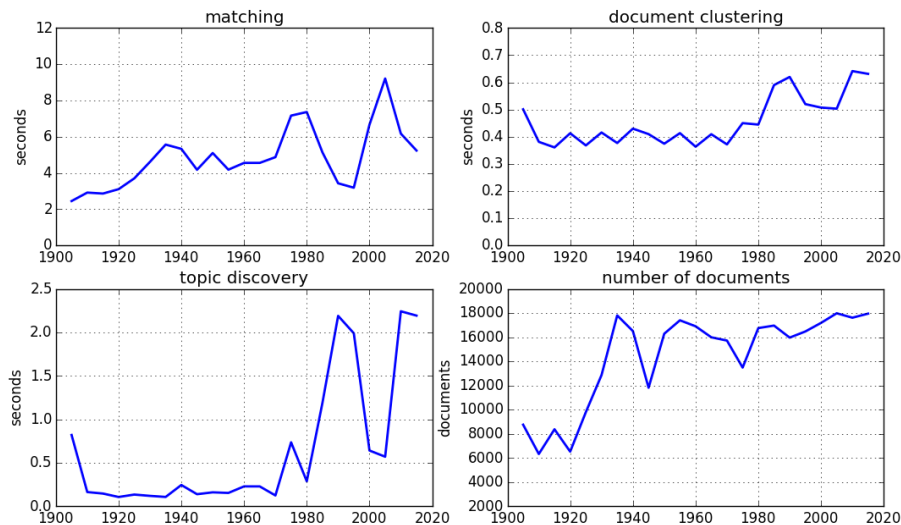 matching
seconds
12
10
8
6
4
2
0
1900 1920 1940 1960 1980 2000 2020
document clustering
seconds
0.8
0.7
0.6
0.5
0.4
0.3
0.2
0.1
0.0
1900 1920 1940 1960 1980 2000 2020
topic discovery
seconds
2.5
2.0
1.5
1.0
0.5
0.0
1900 1920 1940 1960 1980 2000 2020
number of documents
documents
20000
18000
16000
14000
12000
10000
8000
6000
4000
2000
1900 1920 1940 1960 1980 2000 2020